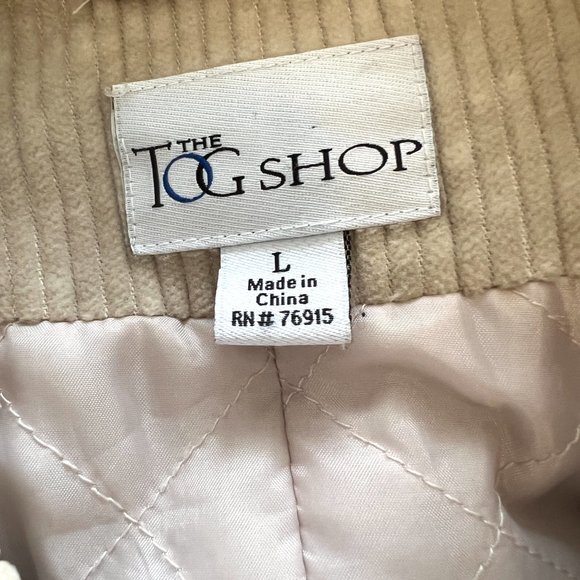 THE
TOG SHOP
L
Made in
China
RN# 76915